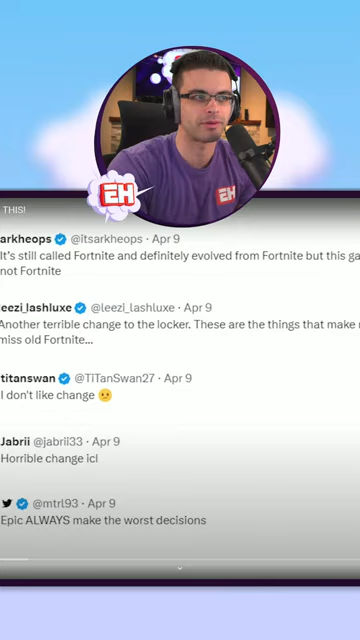 EH
EH
THIS!
arkheops @itsarkheops · Apr 9
It's still called Fortnite and definitely evolved from Fortnite but this ga
not Fortnite
leezi_lashluxe @leezi_lashluxe · Apr 9
Another terrible change to the locker. These are the things that make
miss old Fortnite...
titanswan @TiTanSwan27 · Apr 9
I don't like change 😕
Jabrii @jabrii33 · Apr 9
Horrible change icl
@mtrl93 · Apr 9
Epic ALWAYS make the worst decisions